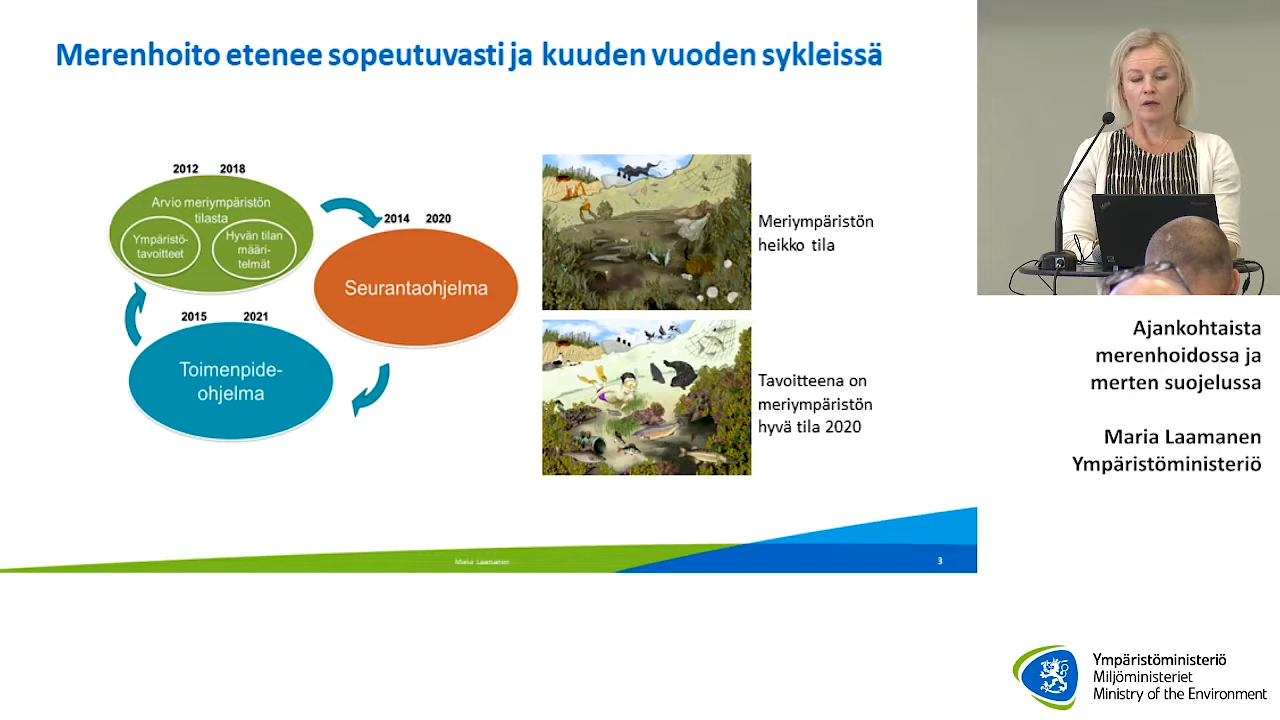 Merenhoito etenee sopeutuvasti ja kuuden vuoden sykleissä
2012 2018
Arvio meriympäristön
tilasta
Ympäristö-
tavoitteet
Hyvän tilan
määri-
telmät
2014 2020
Seurantaohjelma
2015 2021
Toimenpide-
ohjelma
Meriympäristön
heikko tila
Tavoitteena on
meriympäristön
hyvä tila 2020
Maria Laamanen
3
Ajankohtaista
merenhoidossa ja
merten suojelussa
Maria Laamanen
Ympäristöministeriö
Ympäristöministeriö
Miljöministeriet
Ministry of the Environment